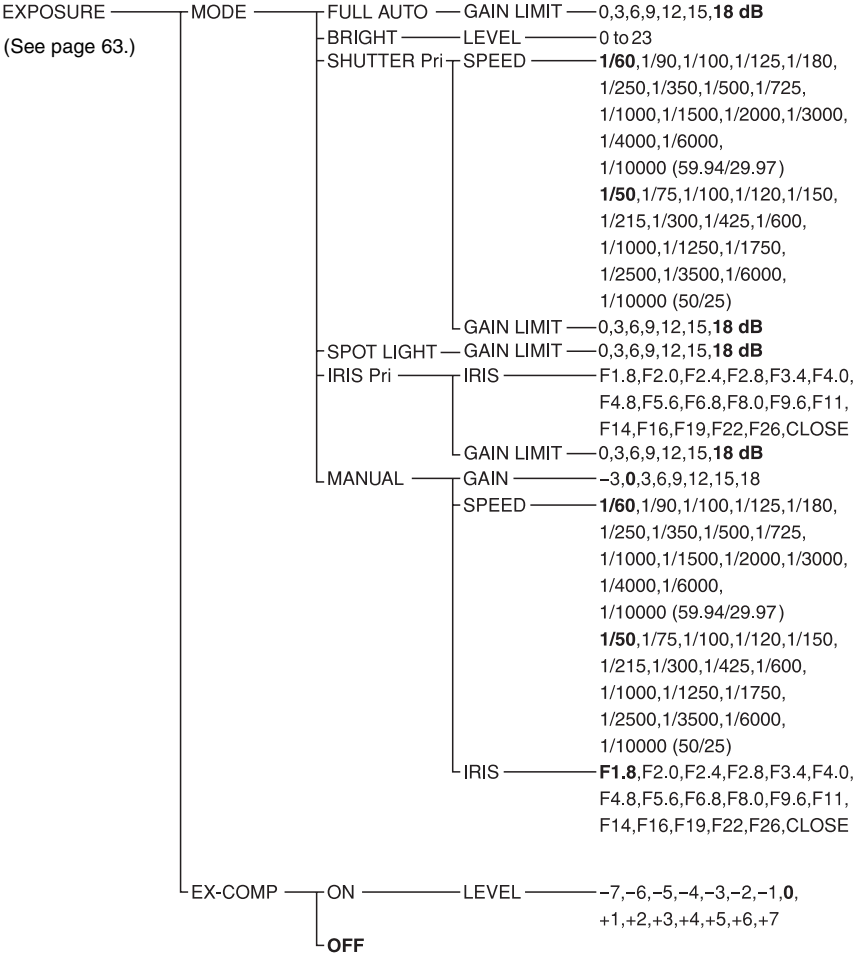 EXPOSURE MODE FULL AUTO GAIN LIMIT 0,3,6,9,12,15,18 dB
(See page 63.)
BRIGHT LEVEL 0 to 23
SHUTTER Pri SPEED 1/60,1/90,1/100,1/125,1/180,
1/250,1/350,1/500,1/725,
1/1000,1/1500,1/2000,1/3000,
1/4000,1/6000,
1/10000 (59.94/29.97)
1/50,1/75,1/100,1/120,1/150,
1/215,1/300,1/425,1/600,
1/1000,1/1250,1/1750,
1/2500,1/3500,1/6000,
1/10000 (50/25)
GAIN LIMIT 0,3,6,9,12,15,18 dB
SPOT LIGHT GAIN LIMIT 0,3,6,9,12,15,18 dB
IRIS Pri IRIS F1.8,F2.0,F2.4,F2.8,F3.4,F4.0,
F4.8,F5.6,F6.8,F8.0,F9.6,F11,
F14,F16,F19,F22,F26,CLOSE
GAIN LIMIT 0,3,6,9,12,15,18 dB
MANUAL GAIN −3,0,3,6,9,12,15,18
SPEED 1/60,1/90,1/100,1/125,1/180,
1/250,1/350,1/500,1/725,
1/1000,1/1500,1/2000,1/3000,
1/4000,1/6000,
1/10000 (59.94/29.97)
1/50,1/75,1/100,1/120,1/150,
1/215,1/300,1/425,1/600,
1/1000,1/1250,1/1750,
1/2500,1/3500,1/6000,
1/10000 (50/25)
IRIS F1.8,F2.0,F2.4,F2.8,F3.4,F4.0,
F4.8,F5.6,F6.8,F8.0,F9.6,F11,
F14,F16,F19,F22,F26,CLOSE
EX-COMP ON LEVEL −7,−6,−5,−4,−3,−2,−1,0,
+1,+2,+3,+4,+5,+6,+7
OFF